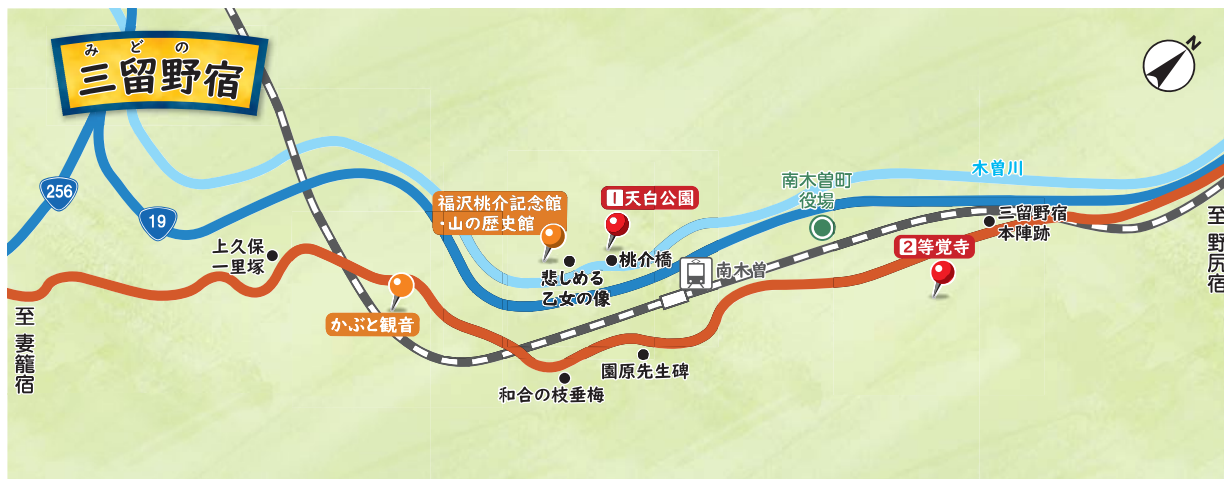 みどの
三留野宿
N
256
19
木曽川
南木曽町
役場
1天白公園
福沢桃介記念館
・山の歴史館
三留野宿
本陣跡
至 野尻宿
上久保
一里塚
2等覚寺
桃介橋
南木曽
悲しめる
乙女の像
かぶと観音
至 妻籠宿
園原先生碑
和合の枝垂梅